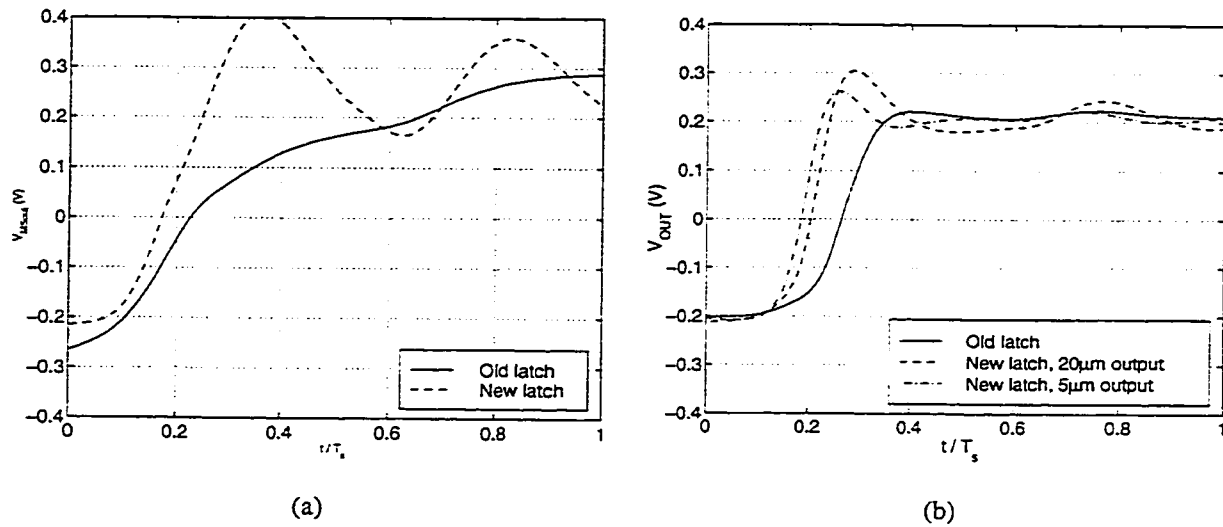 0.4
0.3
0.2
0.1
0
−0.1
−0.2
−0.3
−0.4
V (V)
Old latch
New latch
0 0.2 0.4 0.6 0.8 1
t / Ts
(a)
0.4
0.3
0.2
0.1
0
−0.1
−0.2
−0.3
−0.4
VOUT (V)
Old latch
New latch, 20μm output
New latch, 5μm output
0 0.2 0.4 0.6 0.8 1
t / Ts
(b)